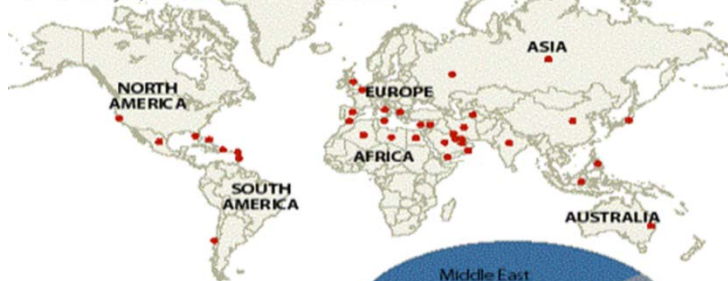 ASIA
NORTH
AMERICA
EUROPE
AFRICA
SOUTH
AMERICA
AUSTRALIA
Middle East